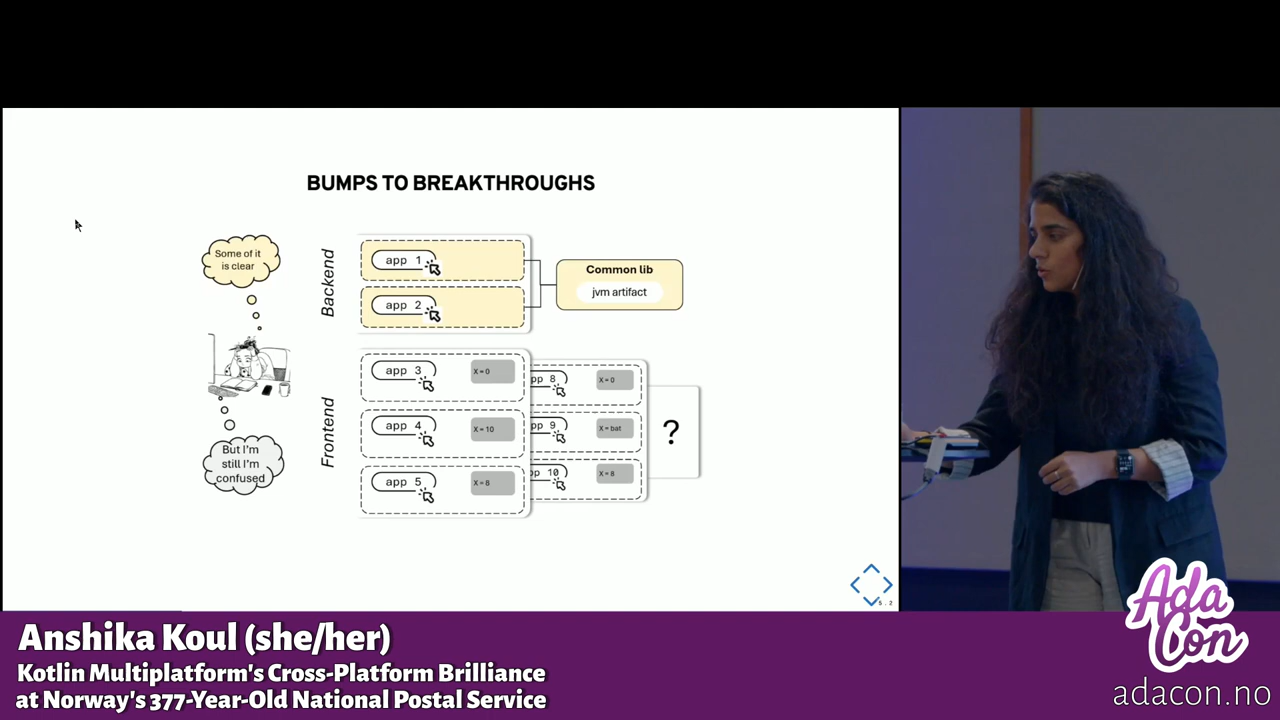 BUMPS TO BREAKTHROUGHS
Some of it
is clear
But I'm
still I'm
confused
Backend
app 1
app 2
Common lib
jvm artifact
Frontend
app 3
X = 0
app 4
X = 10
app 5
X = 8
pp 8
X = 0
pp 9
X = bat
pp 10
X = 8
?
5.2
Anshika Koul (she/her)
Kotlin Multiplatform's Cross-Platform Brilliance
at Norway's 377-Year-Old National Postal Service
Ada
Con
adacon.no